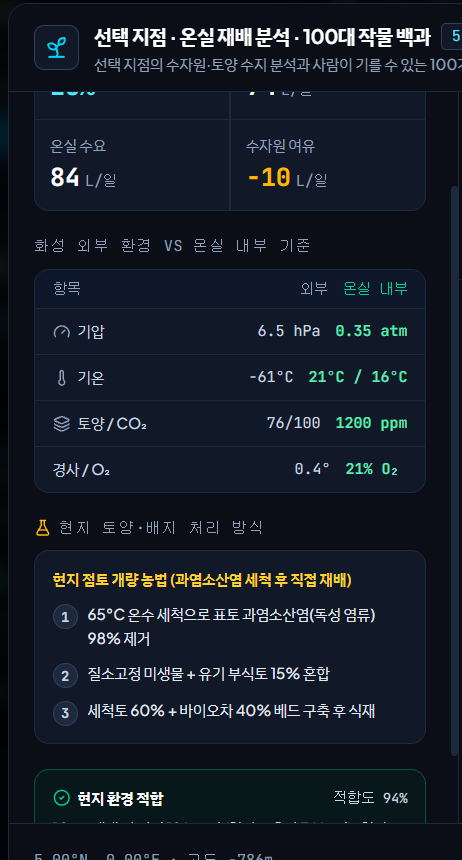 선택 지점 · 온실 재배 분석 · 100대 작물 백과 5
선택 지점의 수자원·토양 수지 분석과 사람이 기를 수 있는 100
온실 수요 수자원 여유
84 L/일 -10 L/일
화성 외부 환경 VS 온실 내부 기준
항목 외부 온실 내부
기압 6.5 hPa 0.35 atm
기온 -61°C 21°C / 16°C
토양 / CO₂ 76/100 1200 ppm
경사 / O₂ 0.4° 21% O₂
현지 토양·배지 처리 방식
현지 점토 개량 농법 (과염소산염 세척 후 직접 재배)
1 65°C 온수 세척으로 표토 과염소산염(독성 염류)
98% 제거
2 질소고정 미생물 + 유기 부식토 15% 혼합
3 세척토 60% + 바이오차 40% 베드 구축 후 식재
현지 환경 적합 적합도 94%
5.00°N, 0.00°E · 고도 -786m